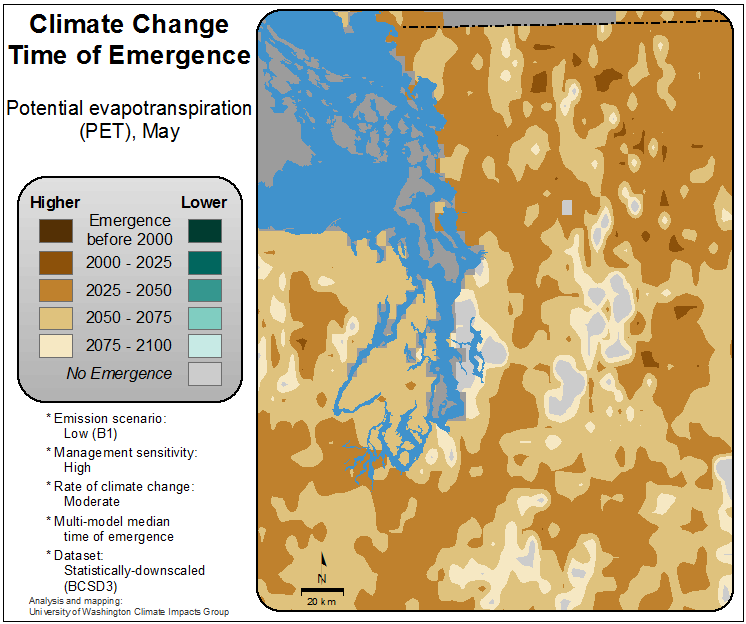 Climate Change
Time of Emergence
Potential evapotranspiration
(PET), May
Higher Lower
Emergence
before 2000
2000 - 2025
2025 - 2050
2050 - 2075
2075 - 2100
No Emergence
* Emission scenario:
Low (B1)
* Management sensitivity:
High
* Rate of climate change:
Moderate
* Multi-model median
time of emergence
* Dataset:
Statistically-downscaled
(BCSD3)
Analysis and mapping:
University of Washington Climate Impacts Group
N
20 km